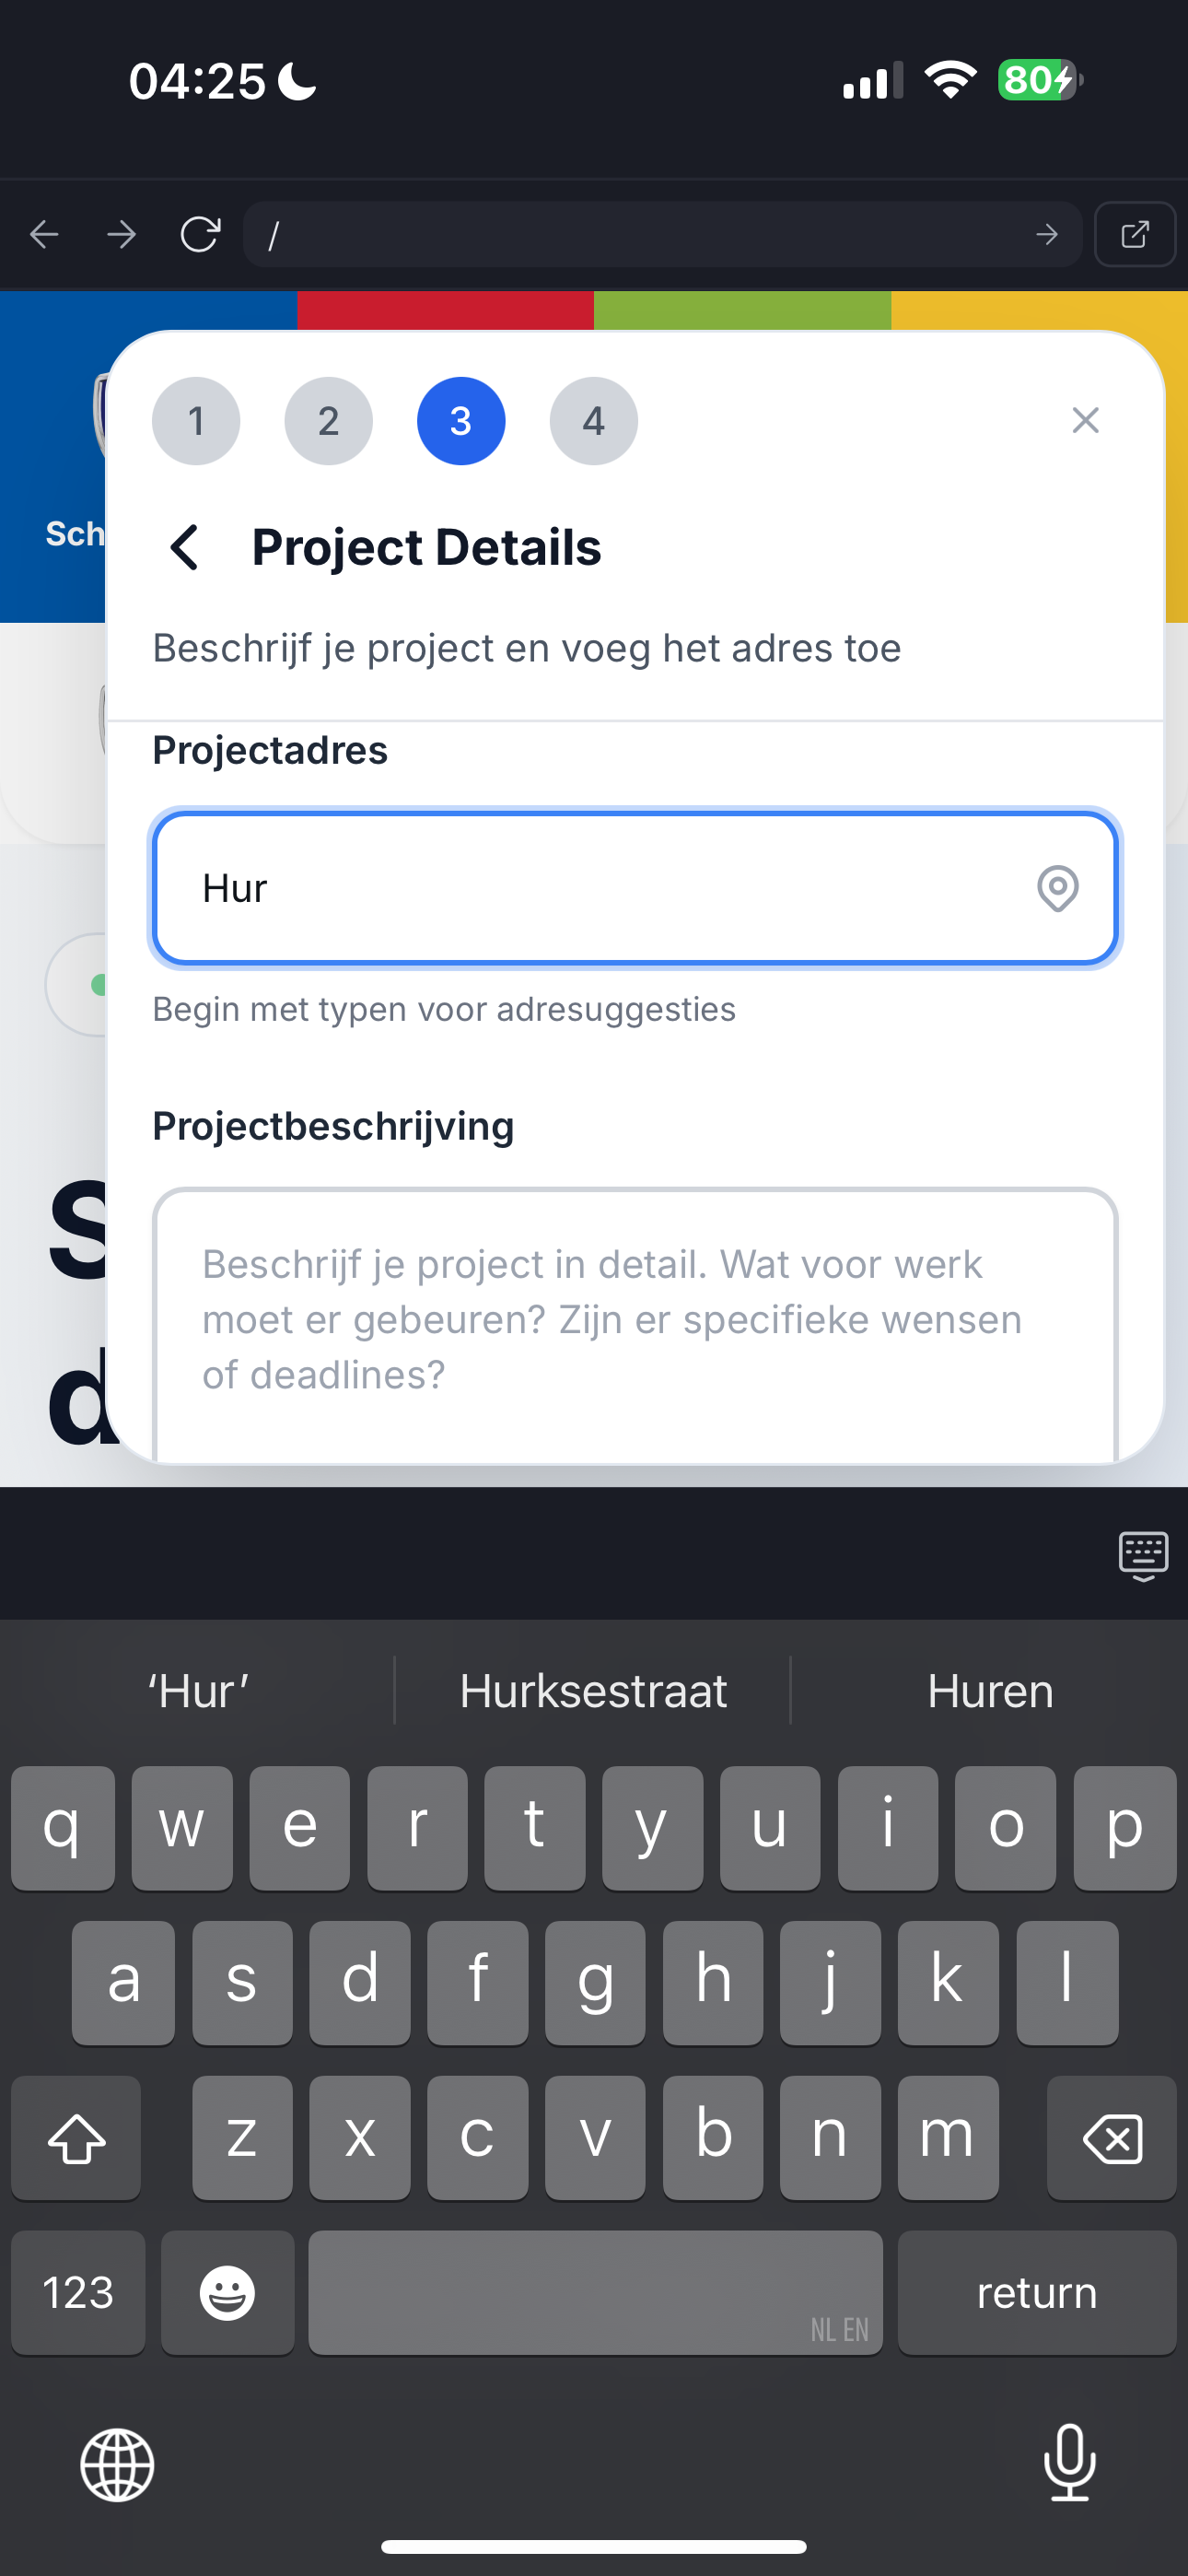 04:25
80
/
1 2 3 4
Sch
Project Details
Beschrijf je project en voeg het adres toe
Projectadres
Hur
Begin met typen voor adresuggesties
Projectbeschrijving
S
Beschrijf je project in detail. Wat voor werk
moet er gebeuren? Zijn er specifieke wensen
of deadlines?
d
‘Hur’ Hurksestraat Huren
q w e r t y u i o p
a s d f g h j k l
z x c v b n m
123 NL EN return